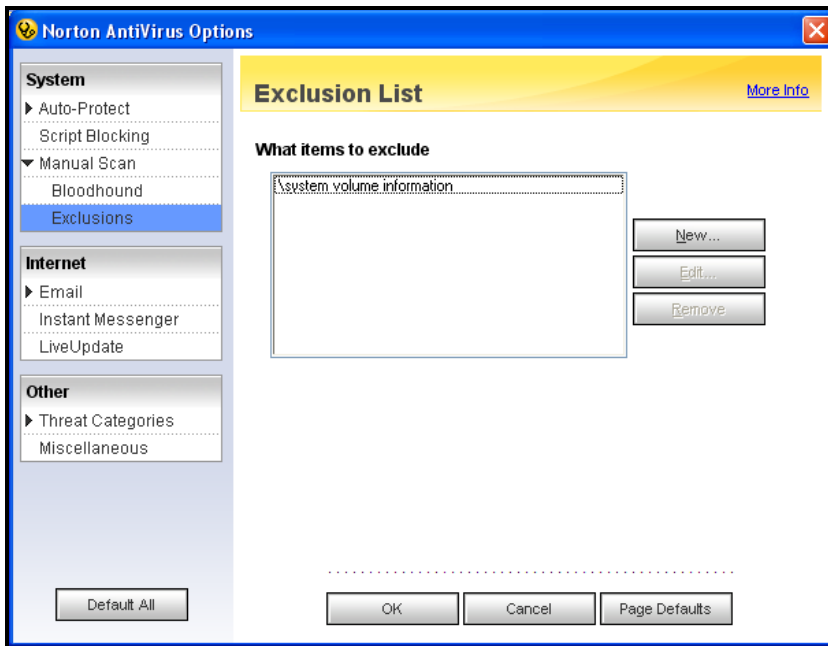 Norton AntiVirus Options
System
Auto-Protect
Script Blocking
Manual Scan
Bloodhound
Exclusions
Internet
Email
Instant Messenger
LiveUpdate
Other
Threat Categories
Miscellaneous
Default All
Exclusion List
More Info
What items to exclude
\system volume information
New...
Edit...
Remove
OK
Cancel
Page Defaults